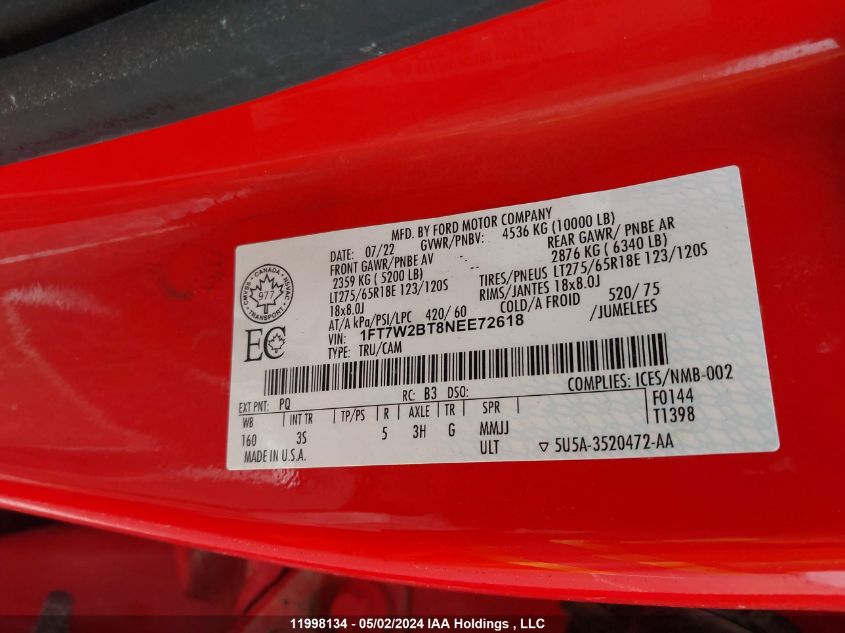 MFD. BY FORD MOTOR COMPANY
DATE: 07/22 GVWR/PNBV: 4536 KG (10000 LB)
FRONT GAWR/PNBE AV -- REAR GAWR/ PNBE AR
2359 KG ( 5200 LB) 2876 KG ( 6340 LB)
LT275/65R18E 123/120S TIRES/PNEUS LT275/65R18E 123/120S
18x8.0J RIMS/JANTES 18x8.0J
AT/A kPa/PSI/LPC 420/ 60 COLD/A FROID 520/ 75
VIN: 1FT7W2BT8NEE72618 /JUMELEES
TYPE: TRU/CAM
CANADA
977
TRANSPORT
SVAMC
NSVAC
EC
RC: B3 DSO: COMPLIES: ICES/NMB-002
EXT PNT: PQ F0144
WB INT TR TP/PS R AXLE TR SPR T1398
160 3S 5 3H G MMJJ
MADE IN U.S.A. ULT ▽ 5U5A-3520472-AA
11998134 - 05/02/2024 IAA Holdings , LLC